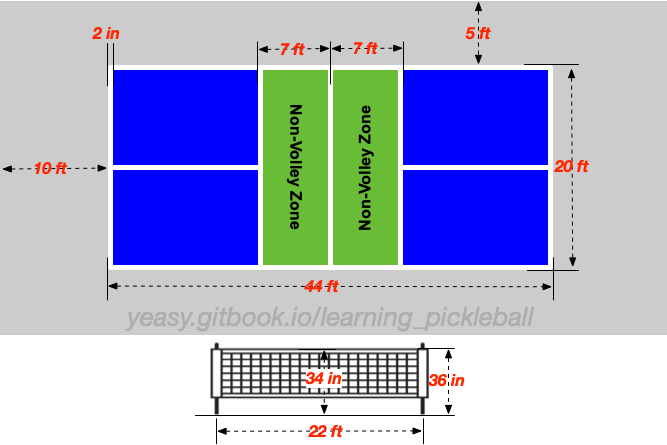 2 in
7 ft
7 ft
5 ft
Non-Volley Zone
Non-Volley Zone
10 ft
20 ft
44 ft
yeasy.gitbook.io/learning_pickleball
34 in
36 in
22 ft